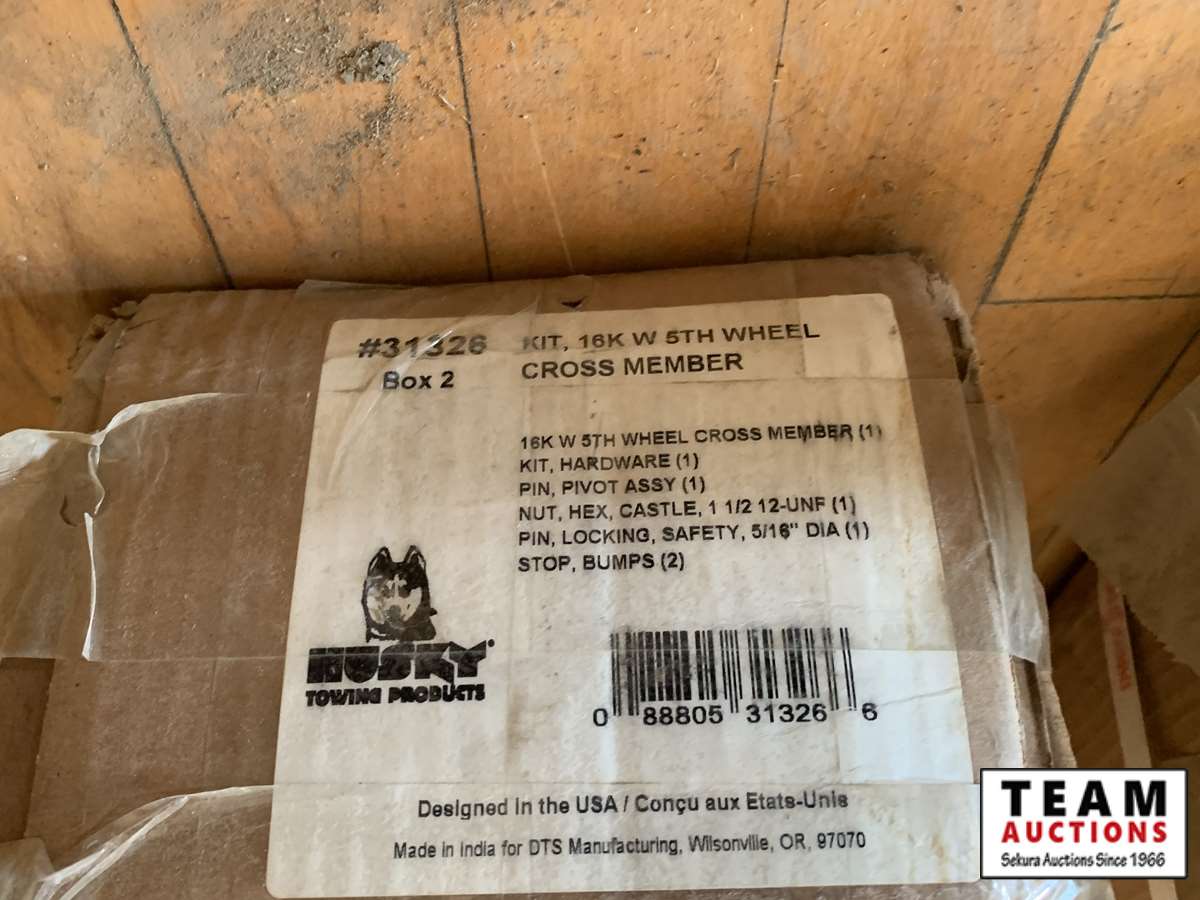 #31326
Box 2
KIT, 16K W 5TH WHEEL
CROSS MEMBER
16K W 5TH WHEEL CROSS MEMBER (1)
KIT, HARDWARE (1)
PIN, PIVOT ASSY (1)
NUT, HEX, CASTLE, 1 1/2 12-UNF (1)
PIN, LOCKING, SAFETY, 5/16" DIA (1)
STOP, BUMPS (2)
HUSKY
TOWING PRODUCTS
0 88805 31326 6
Designed in the USA / Conçu aux Etats-Unis
Made in India for DTS Manufacturing, Wilsonville, OR, 97070
TEAM
AUCTIONS
Sekura Auctions Since 1966